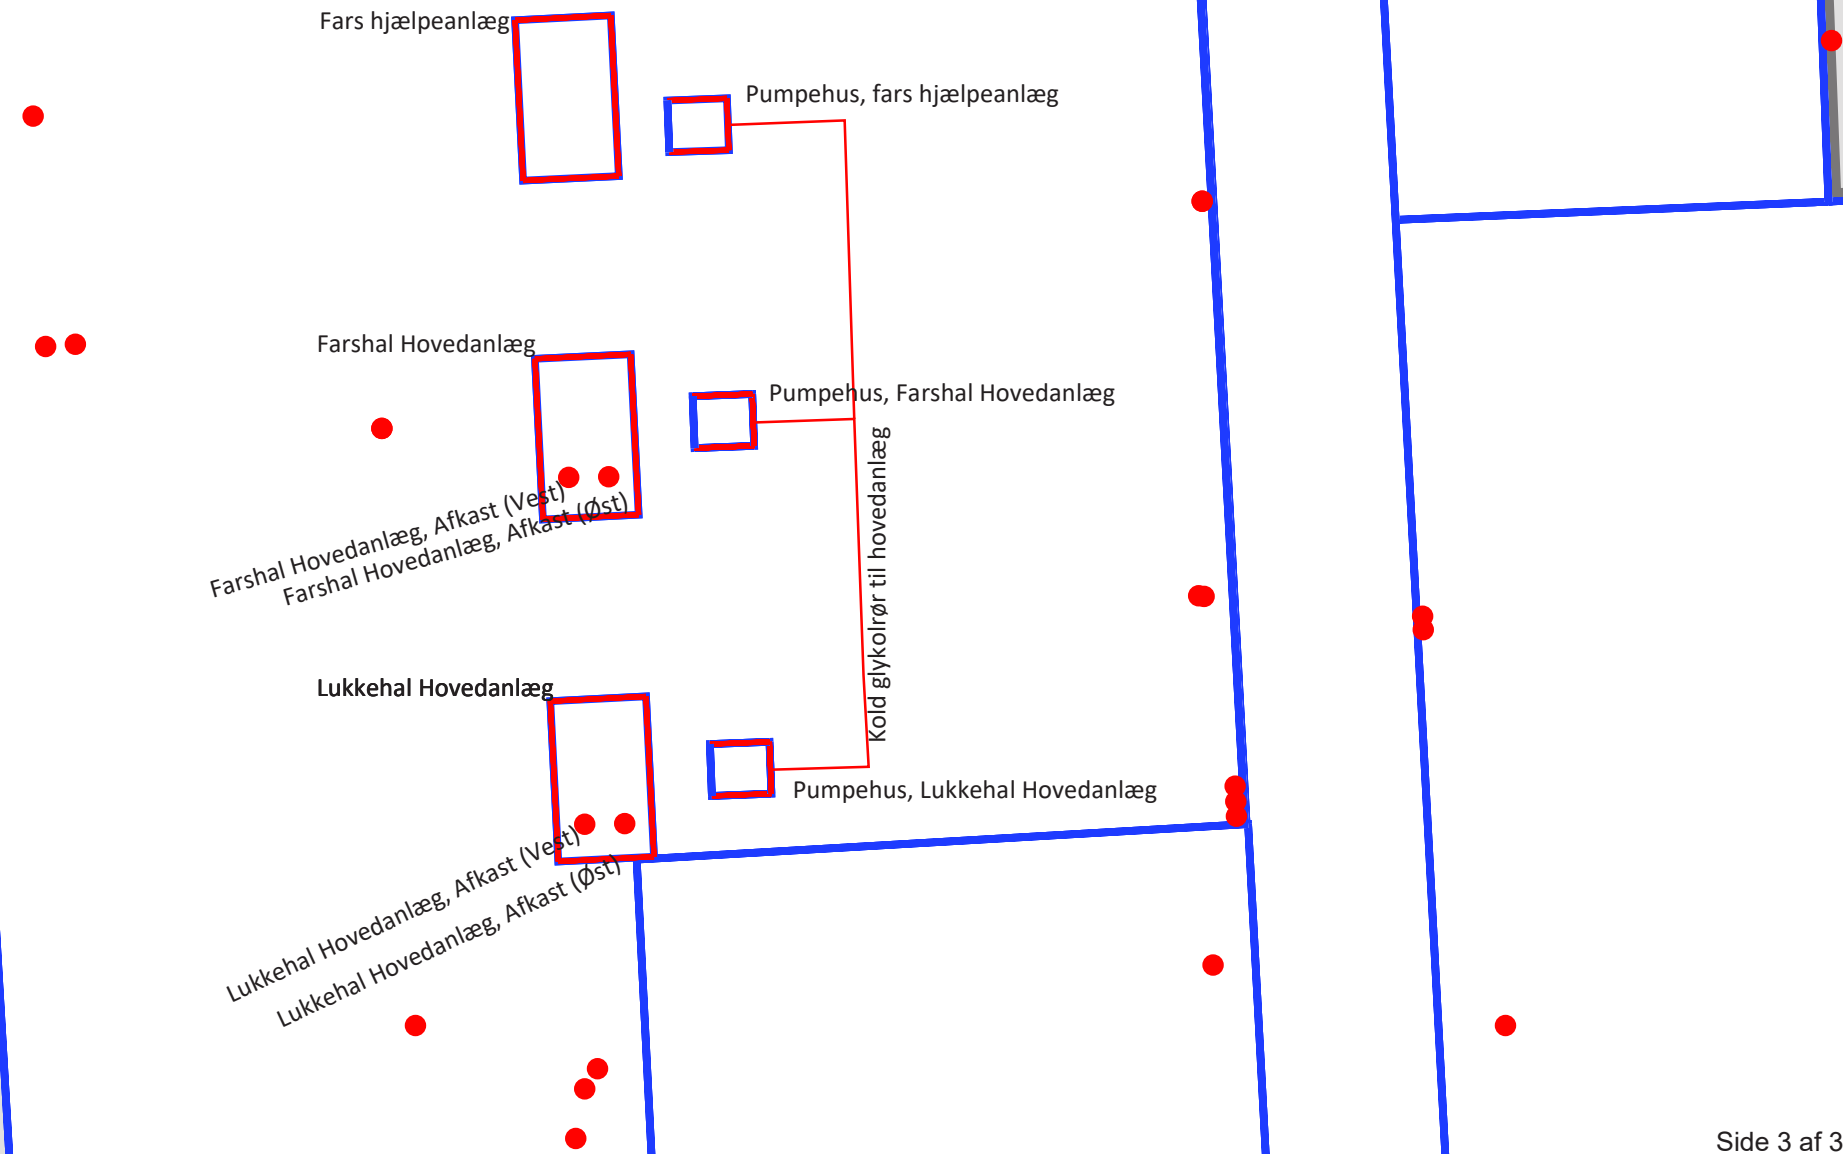 Fars hjælpeanlæg
Pumpehus, fars hjælpeanlæg
Farshal Hovedanlæg
Pumpehus, Farshal Hovedanlæg
Farshal Hovedanlæg, Afkast (Vest)
Farshal Hovedanlæg, Afkast (Øst)
Kold glykolrør til hovedanlæg
Lukkehal Hovedanlæg
Pumpehus, Lukkehal Hovedanlæg
Lukkehal Hovedanlæg, Afkast (Vest)
Lukkehal Hovedanlæg, Afkast (Øst)
Side 3 af 3